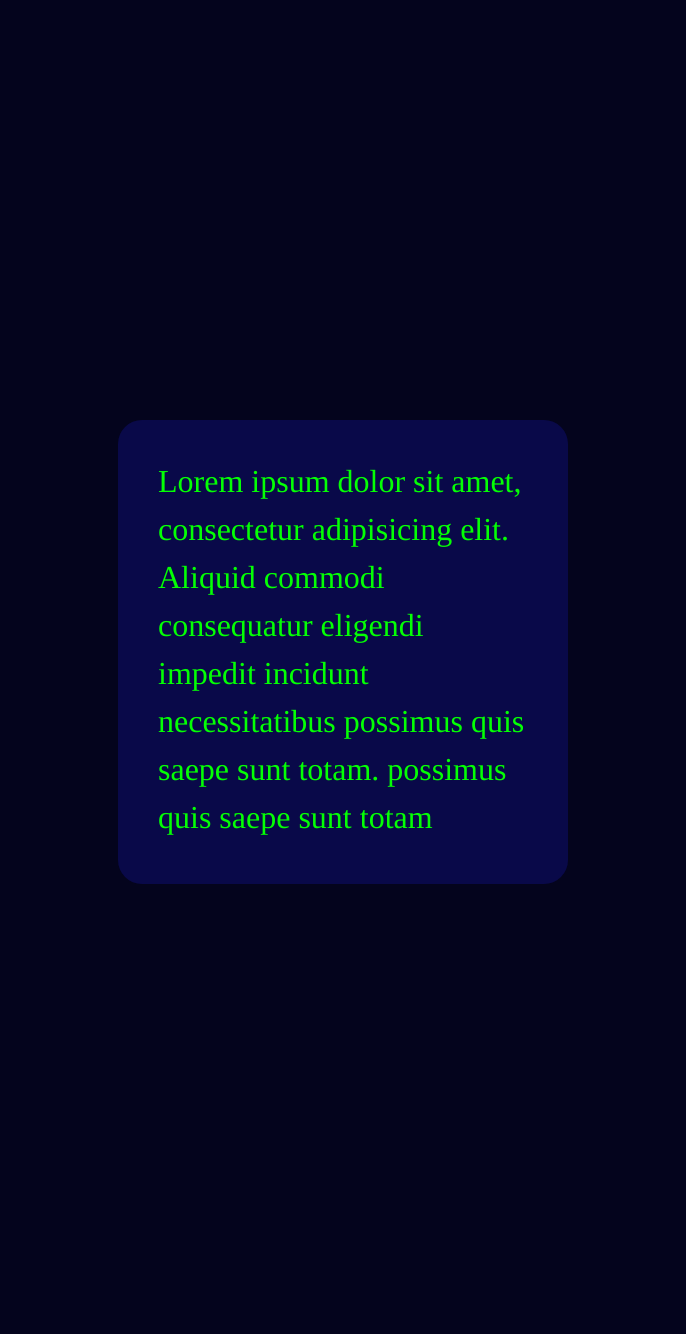 Lorem ipsum dolor sit amet,
consectetur adipisicing elit.
Aliquid commodi
consequatur eligendi
impedit incidunt
necessitatibus possimus quis
saepe sunt totam. possimus
quis saepe sunt totam